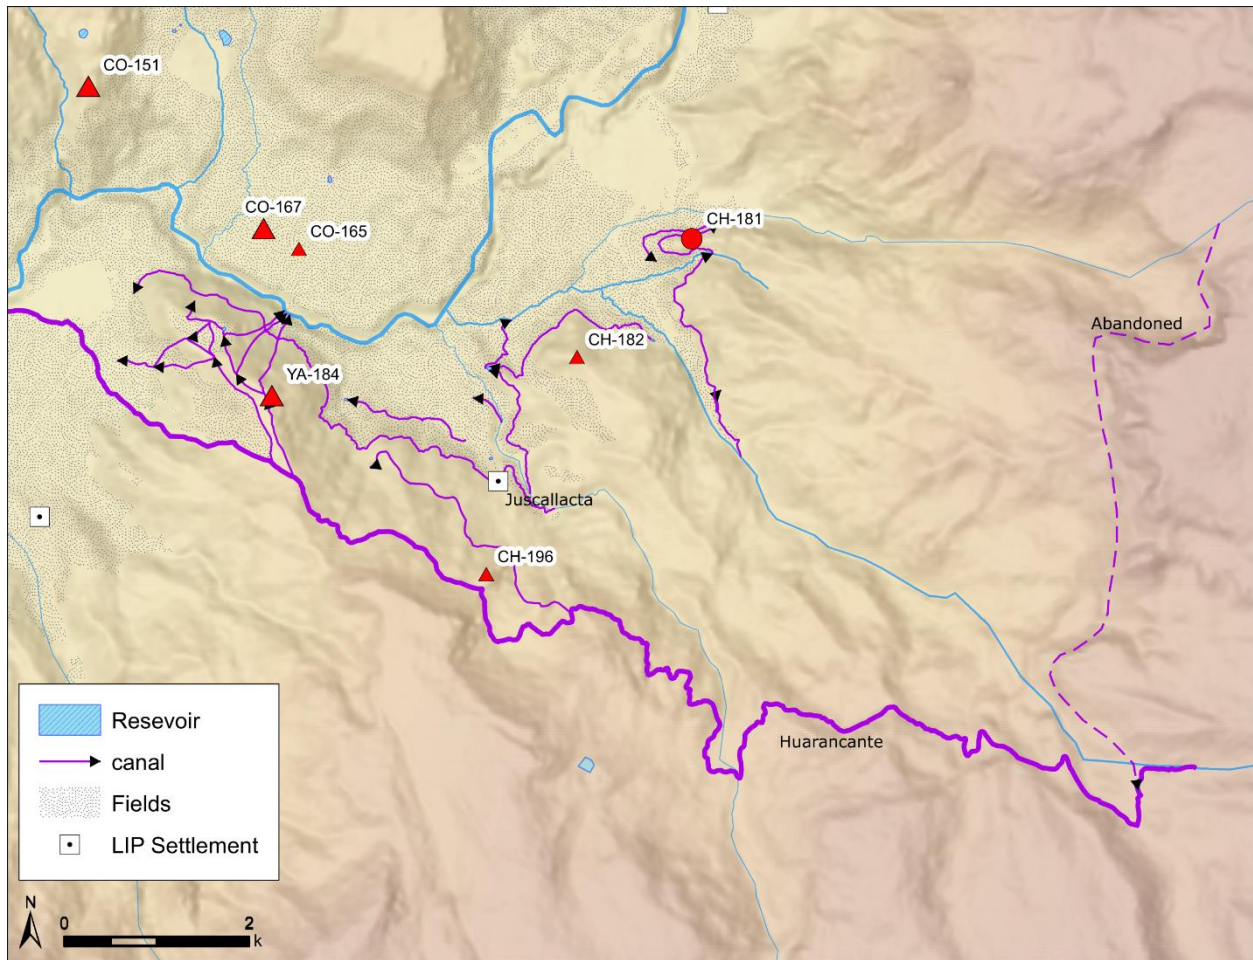 CO-151
CO-167
CO-165
CH-181
Abandoned
CH-182
YA-184
Juscallacta
CH-196
Huarancante
Resevoir
canal
Fields
LIP Settlement
N
0 2
k